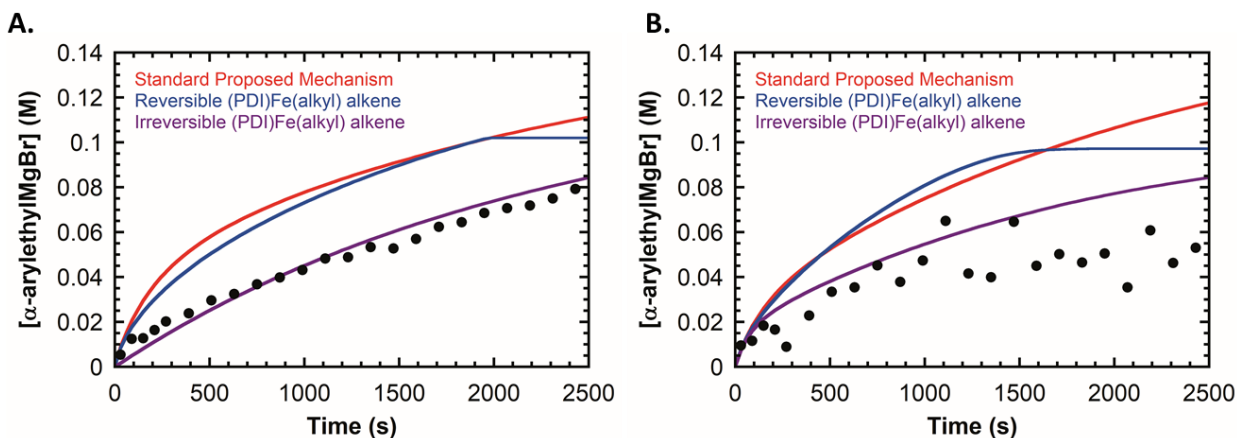 A.
[α-arylethylMgBr] (M)
0.14
0.12
0.1
0.08
0.06
0.04
0.02
0
Standard Proposed Mechanism
Reversible (PDI)Fe(alkyl) alkene
Irreversible (PDI)Fe(alkyl) alkene
0 500 1000 1500 2000 2500
Time (s)
B.
[α-arylethylMgBr] (M)
0.14
0.12
0.1
0.08
0.06
0.04
0.02
0
Standard Proposed Mechanism
Reversible (PDI)Fe(alkyl) alkene
Irreversible (PDI)Fe(alkyl) alkene
0 500 1000 1500 2000 2500
Time (s)